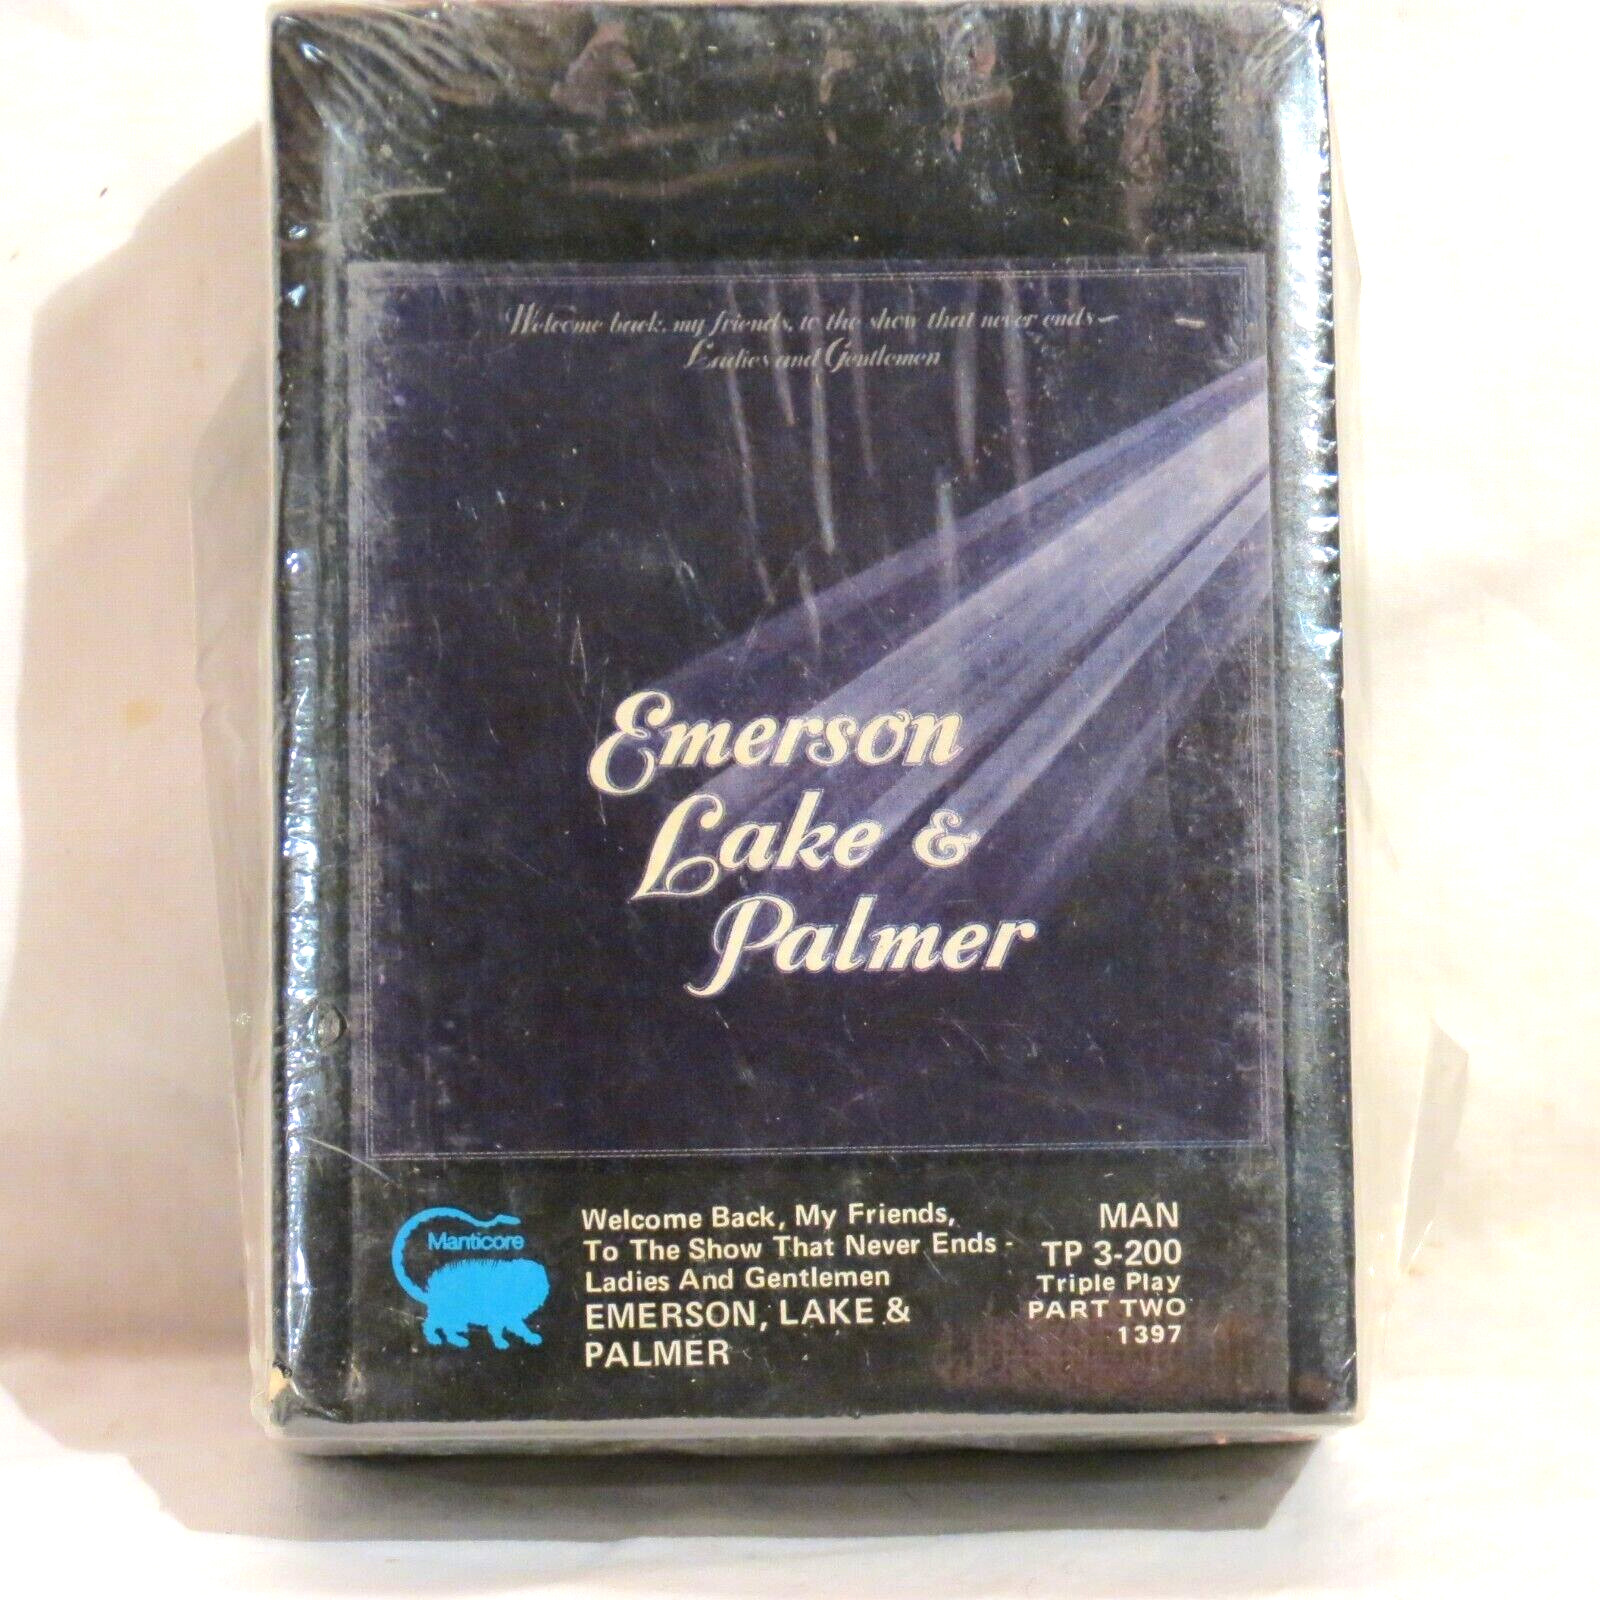 Welcome back, my friends, to the show that never ends –
Ladies and Gentlemen
Emerson
Lake &
Palmer
Manticore
Welcome Back, My Friends,
To The Show That Never Ends -
Ladies And Gentlemen
EMERSON, LAKE &
PALMER
MAN
TP 3-200
Triple Play
PART TWO
1397